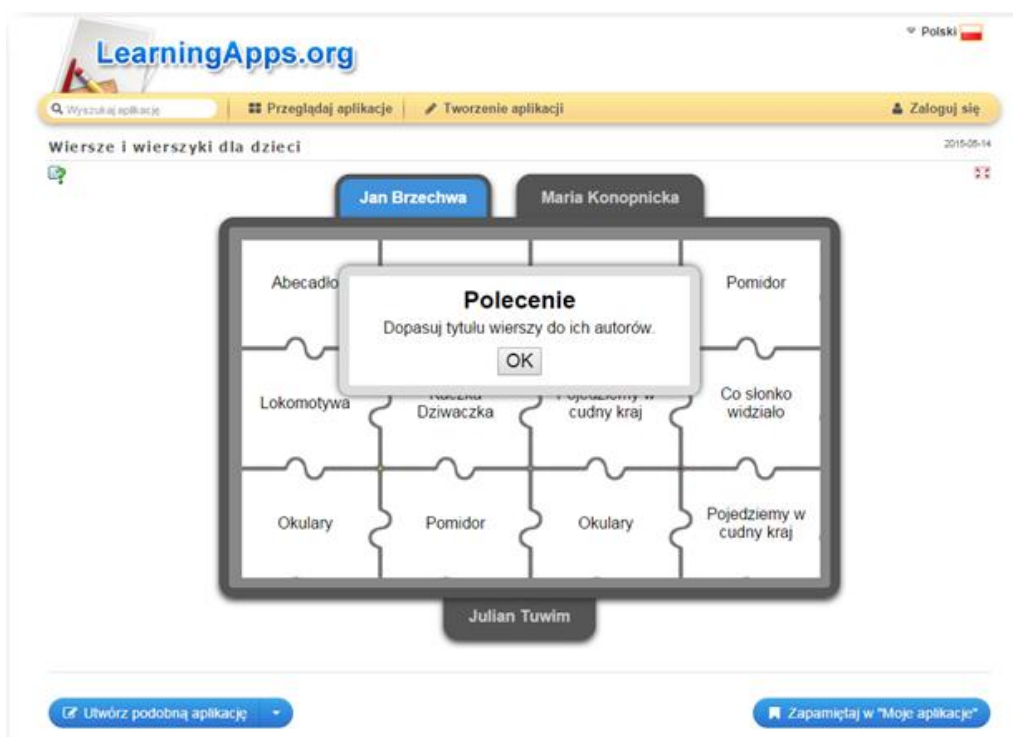 Polski
LearningApps.org
Wyszukaj aplikację
Przeglądaj aplikacje
Tworzenie aplikacji
Zaloguj się
Wiersze i wierszyki dla dzieci
2015-05-14
Jan Brzechwa
Maria Konopnicka
Abecadło
Pomidor
Polecenie
Dopasuj tytułu wierszy do ich autorów.
OK
Lokomotywa
Kaczka
Dziwaczka
Pojedziemy w
cudny kraj
Co słonko
widziało
Okulary
Pomidor
Okulary
Pojedziemy w
cudny kraj
Julian Tuwim
Utwórz podobną aplikację
Zapamiętaj w "Moje aplikacje"